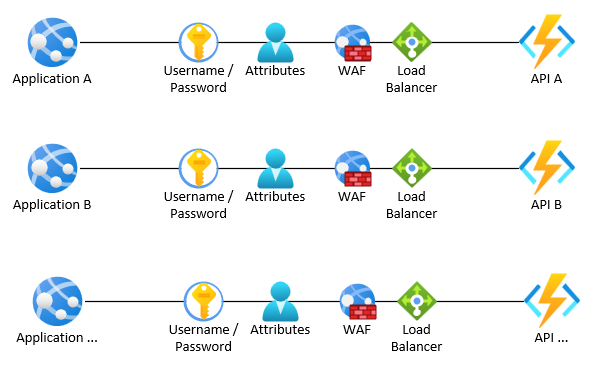 Application A
Username /
Password
Attributes
WAF
Load
Balancer
API A
Application B
Username /
Password
Attributes
WAF
Load
Balancer
API B
Application ...
Username /
Password
Attributes
WAF
Load
Balancer
API ...